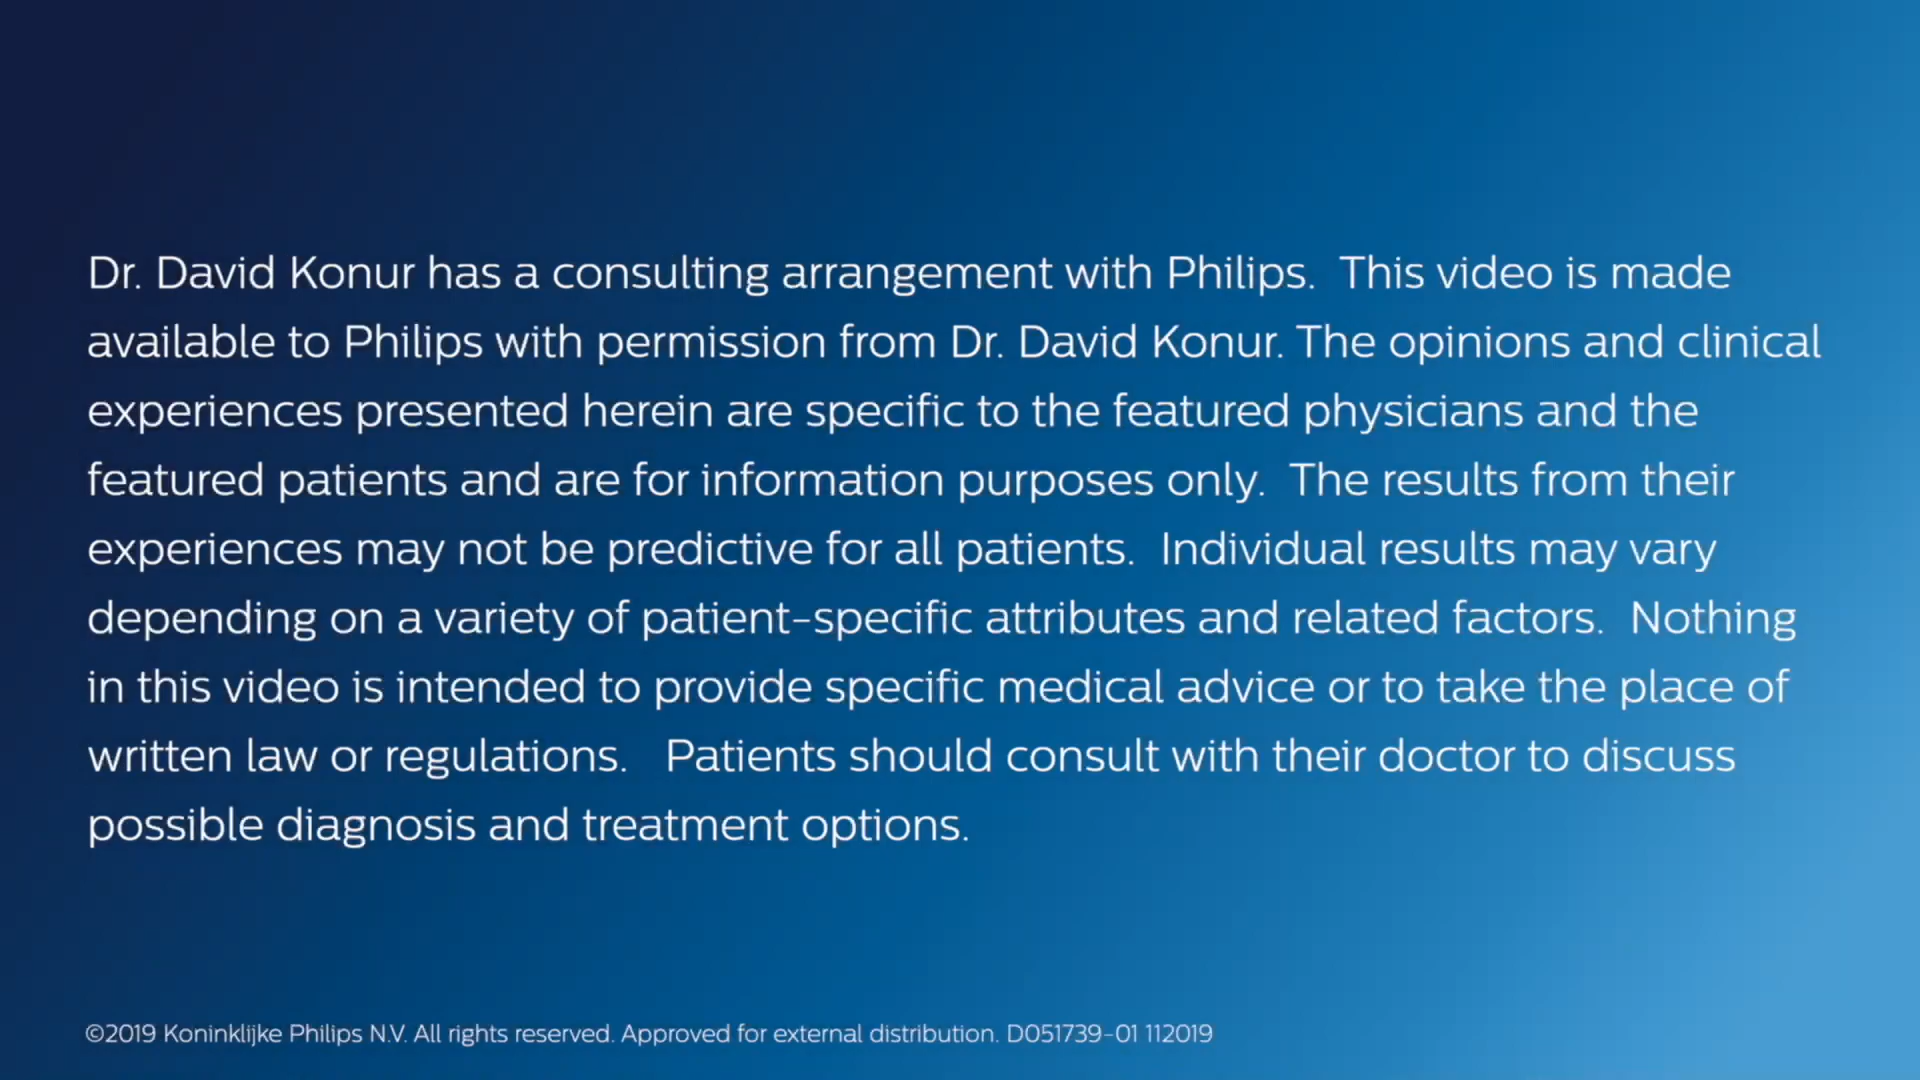 Dr. David Konur has a consulting arrangement with Philips.  This video is made
available to Philips with permission from Dr. David Konur. The opinions and clinical
experiences presented herein are specific to the featured physicians and the
featured patients and are for information purposes only.  The results from their
experiences may not be predictive for all patients.  Individual results may vary
depending on a variety of patient-specific attributes and related factors.  Nothing
in this video is intended to provide specific medical advice or to take the place of
written law or regulations.   Patients should consult with their doctor to discuss
possible diagnosis and treatment options.
©2019 Koninklijke Philips N.V. All rights reserved. Approved for external distribution. D051739-01 112019